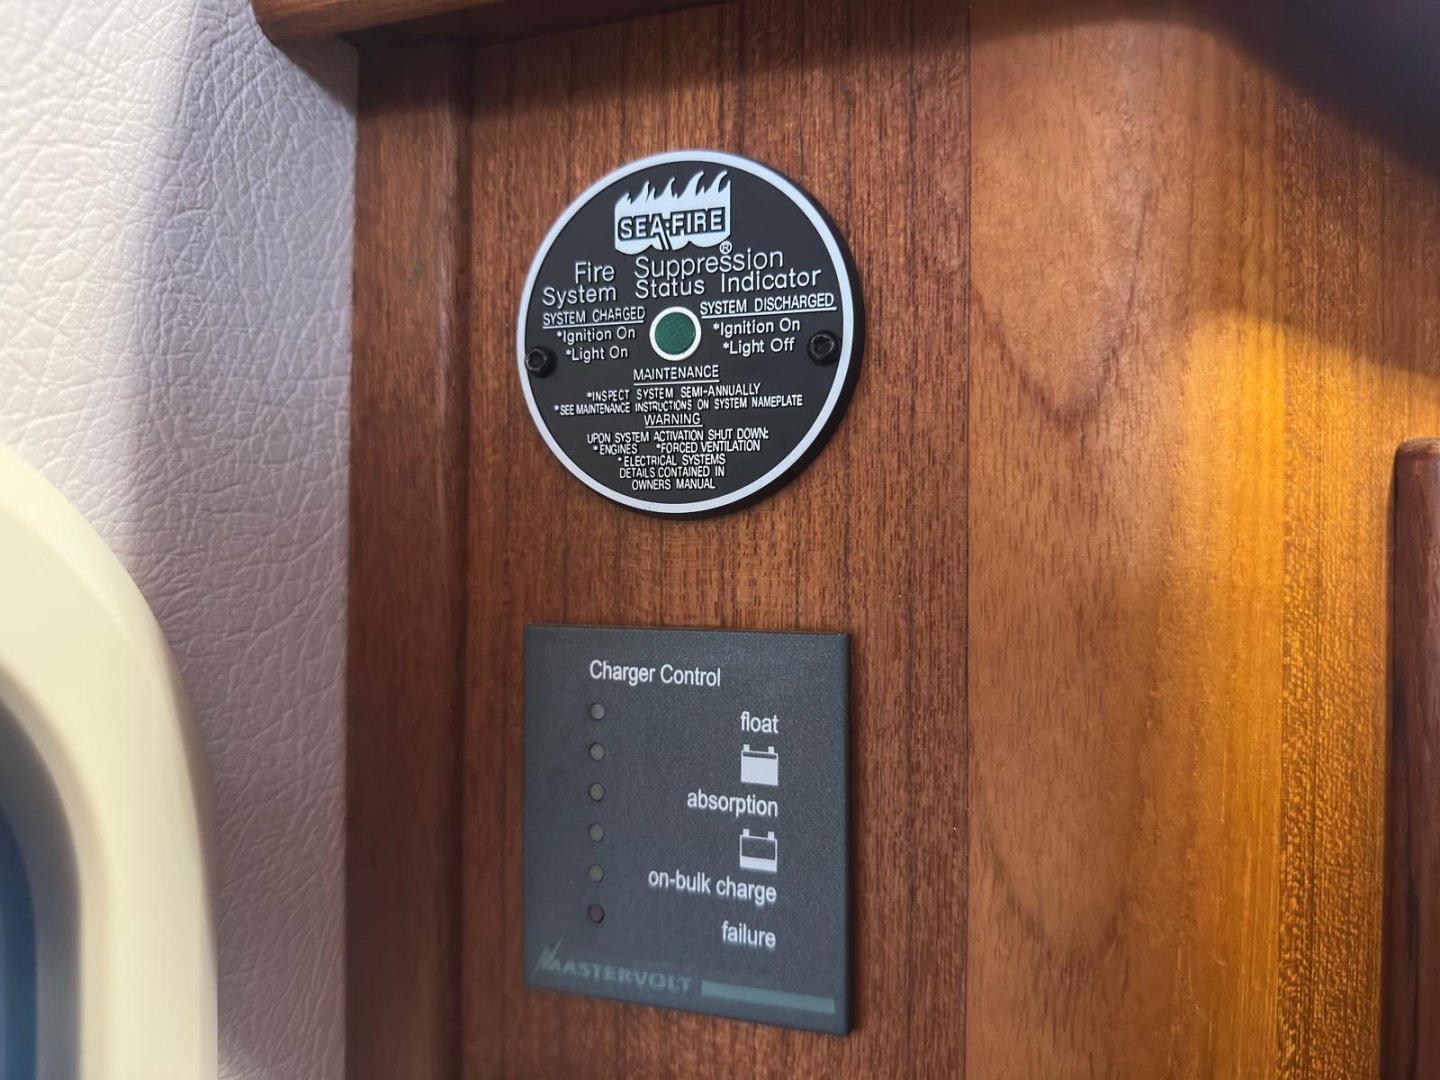 SEA-FIRE
®
Fire Suppression
System Status Indicator
SYSTEM CHARGED
*Ignition On
*Light On
SYSTEM DISCHARGED
*Ignition On
*Light Off
MAINTENANCE
*INSPECT SYSTEM SEMI-ANNUALLY
*SEE MAINTENANCE INSTRUCTIONS ON SYSTEM NAMEPLATE
WARNING
UPON SYSTEM ACTIVATION SHUT DOWN:
*ENGINES *FORCED VENTILATION
*ELECTRICAL SYSTEMS
DETAILS CONTAINED IN
OWNERS MANUAL
Charger Control
float
absorption
on-bulk charge
failure
MASTERVOLT